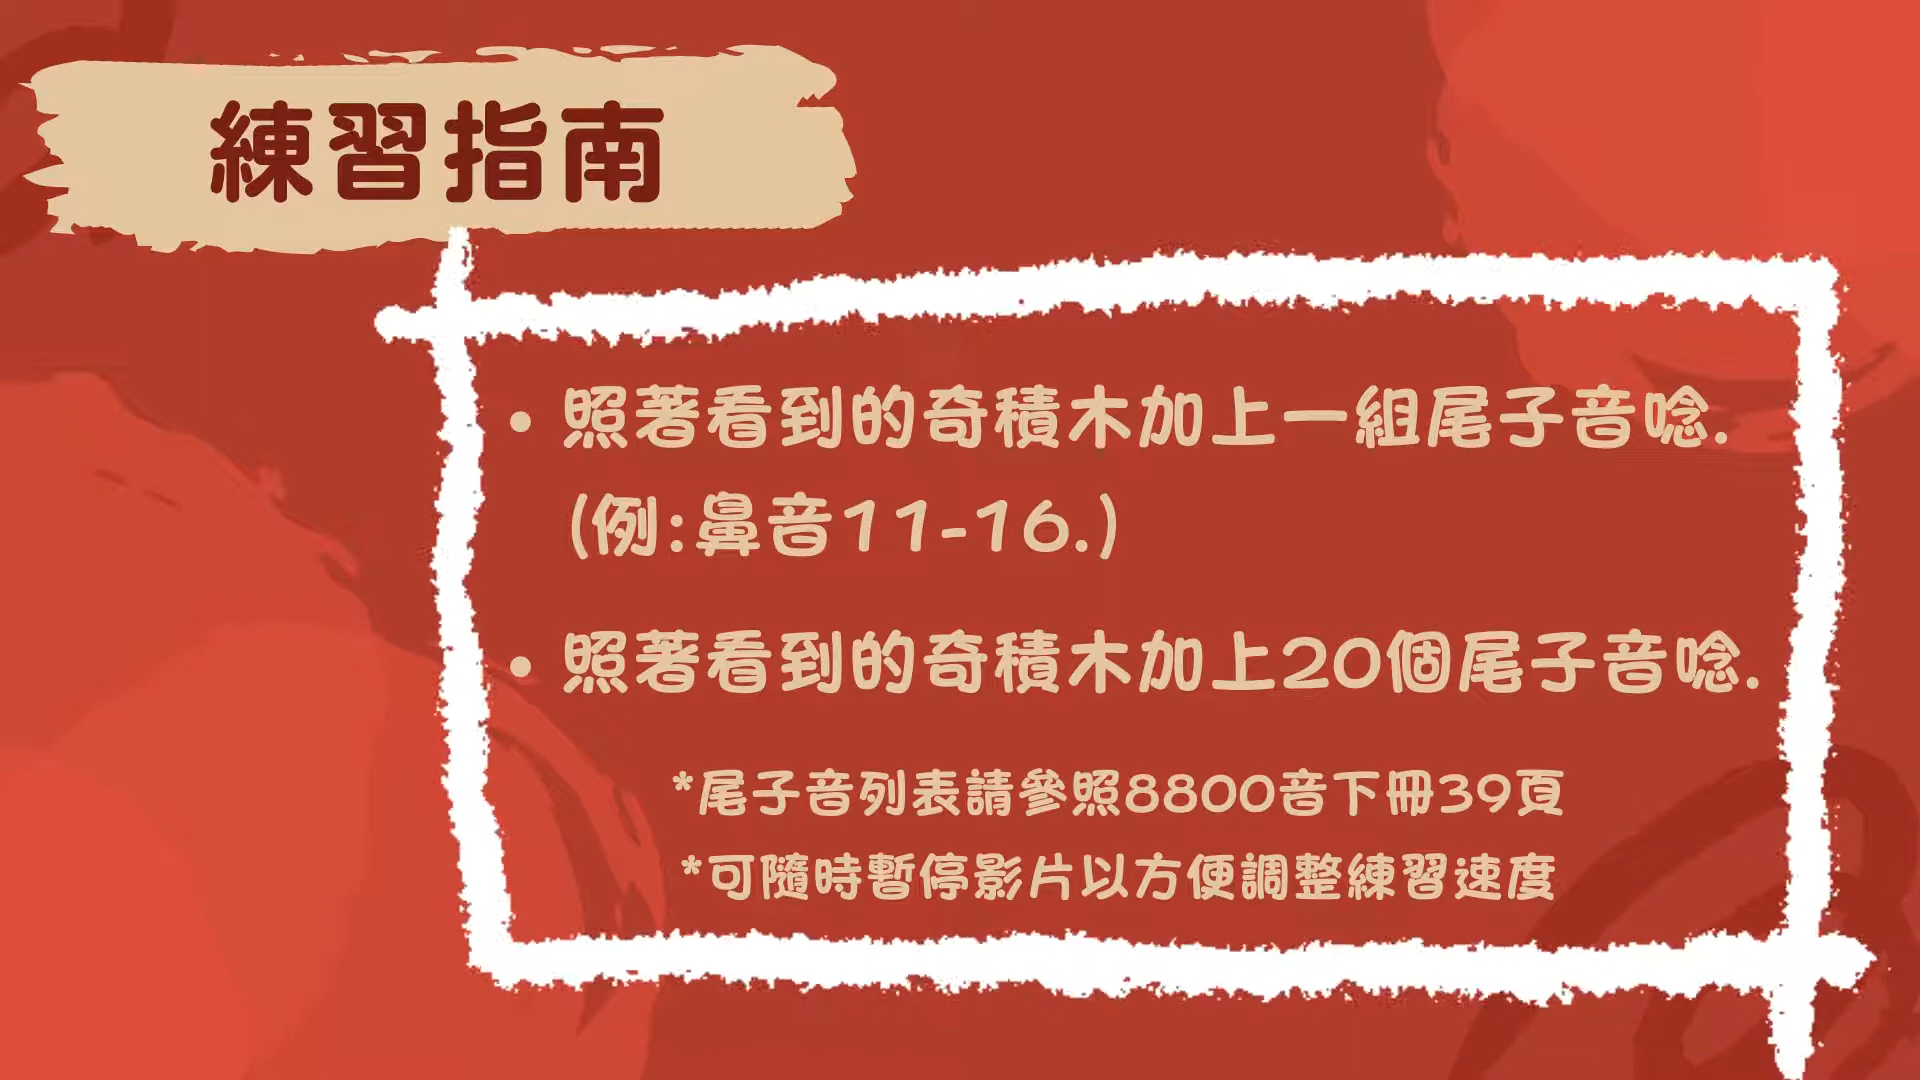 練習指南
• 照著看到的奇積木加上一組尾子音唸.
(例:鼻音11-16.)
• 照著看到的奇積木加上20個尾子音唸.
*尾子音列表請參照8800音下冊39頁
*可隨時暫停影片以方便調整練習速度